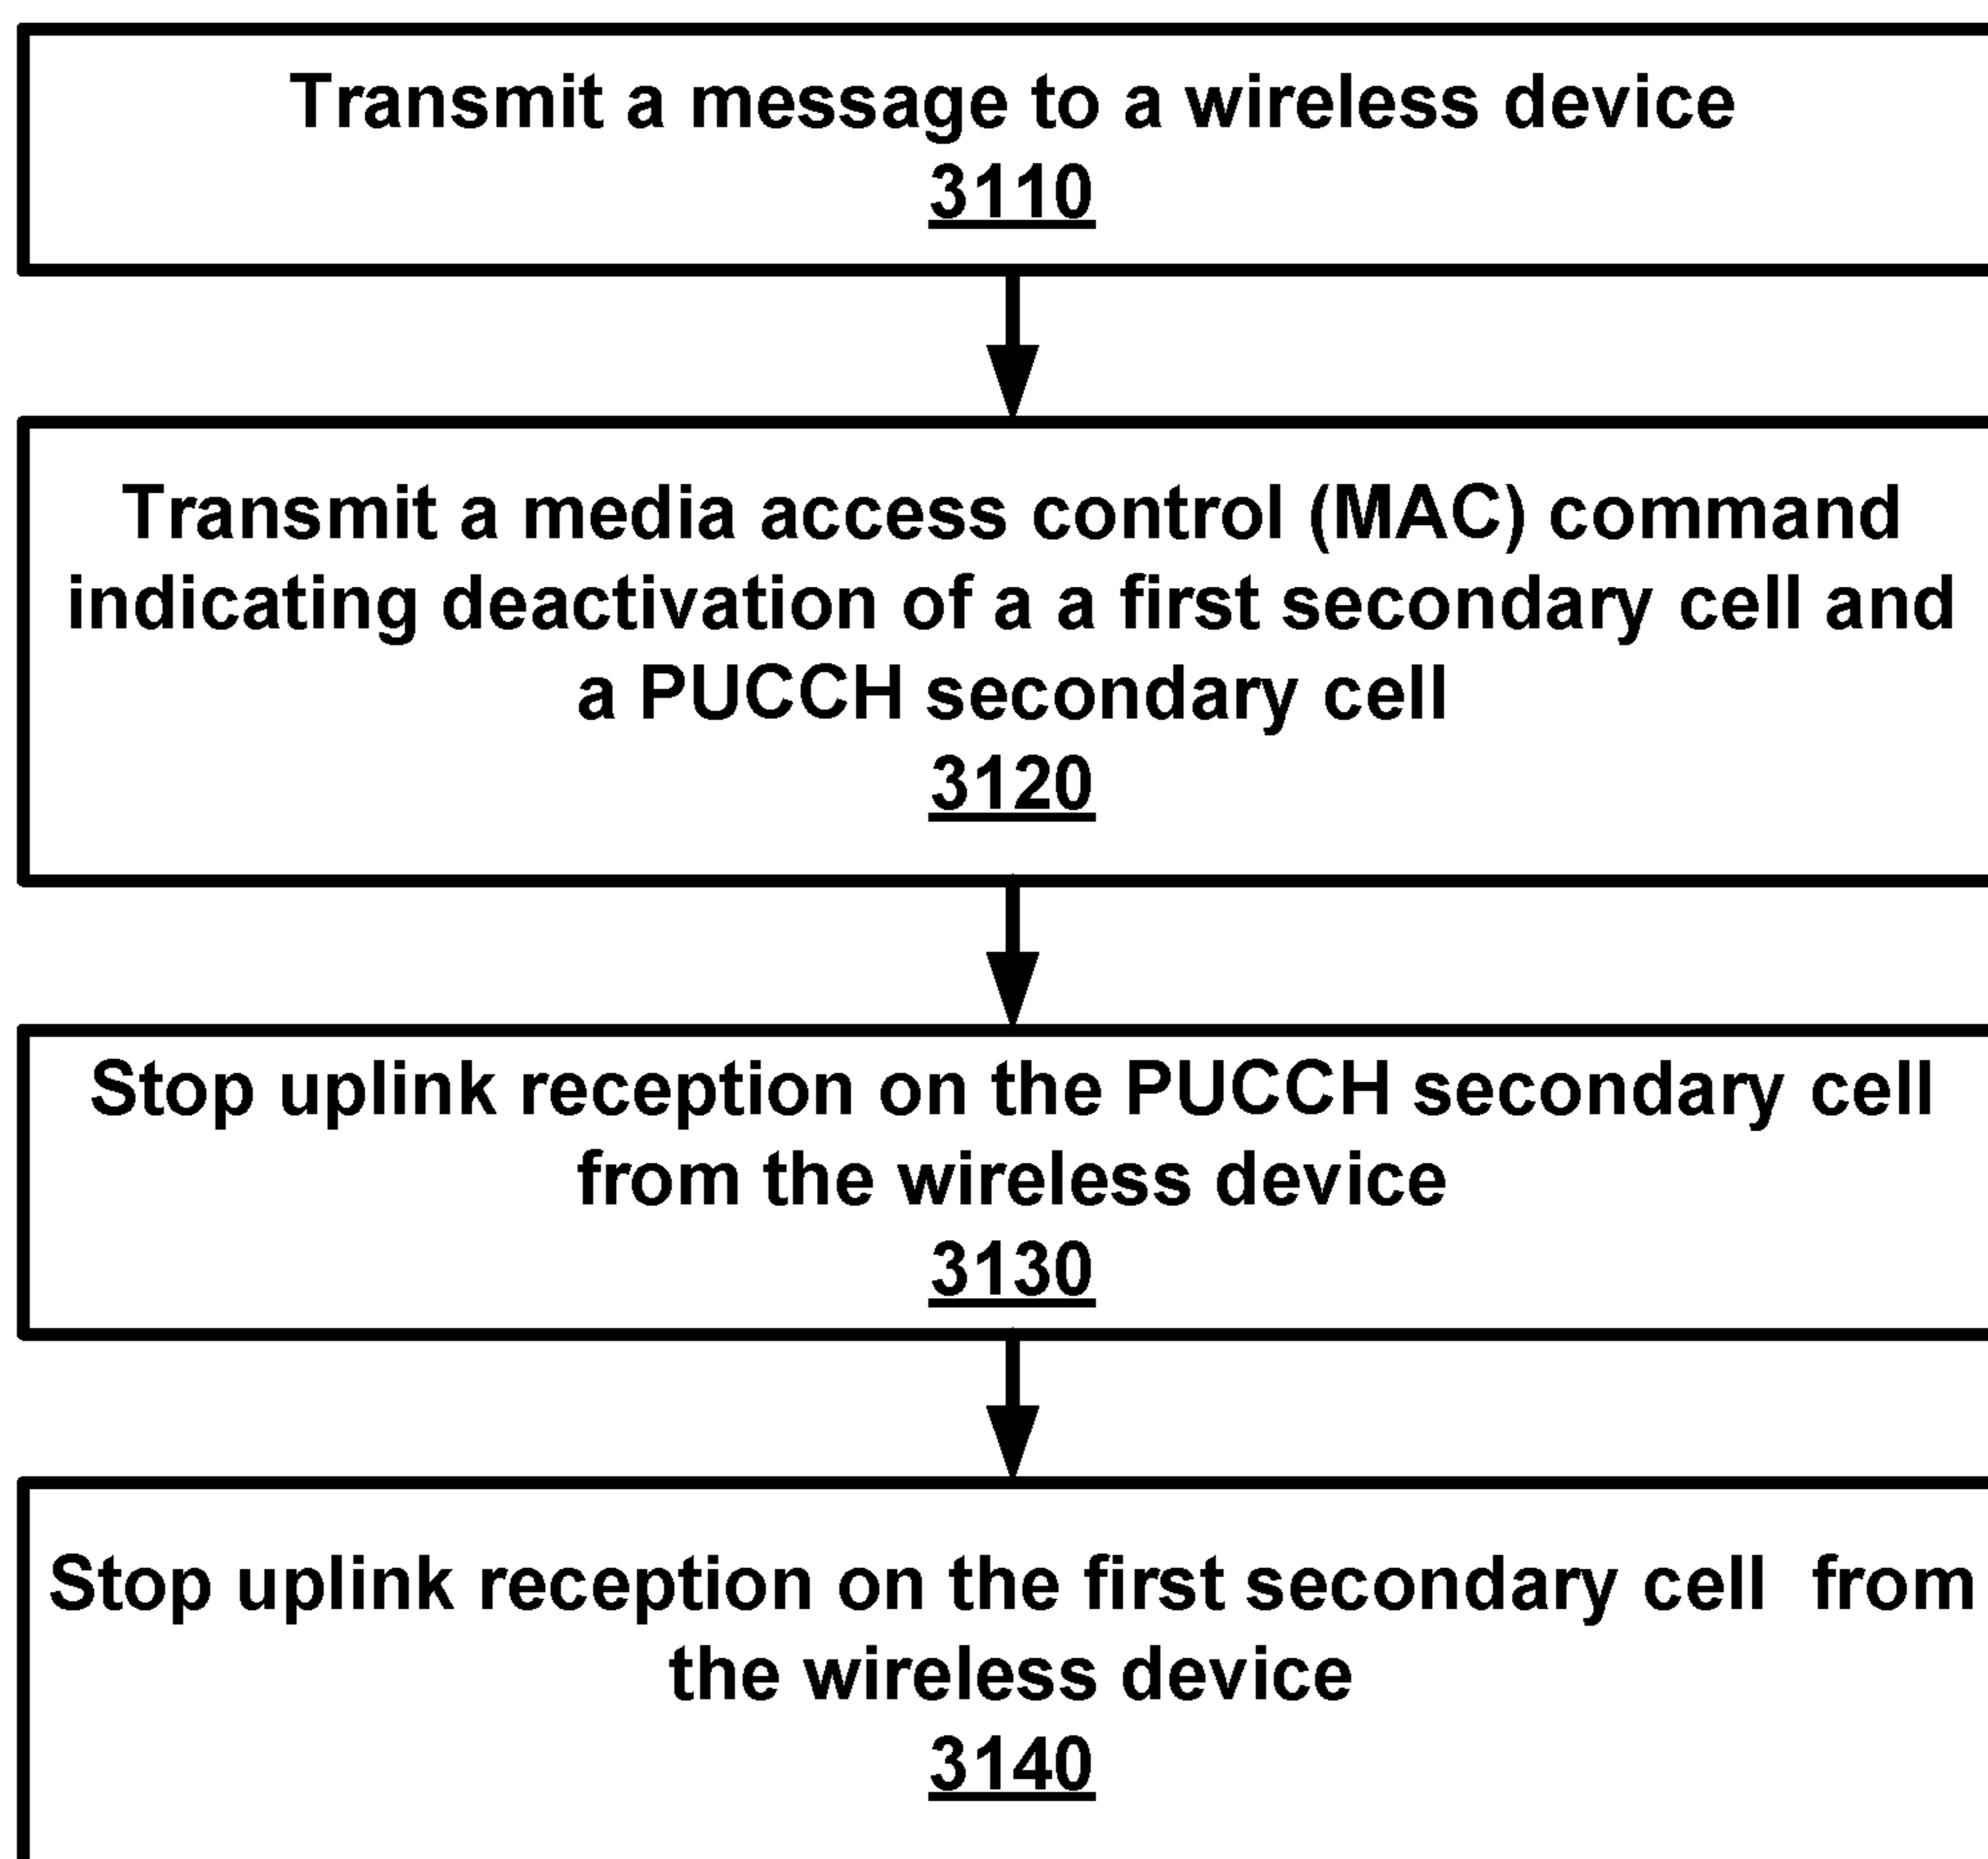 Transmit a message to a wireless device
3110
Transmit a media access control (MAC) command
indicating deactivation of a a first secondary cell and
a PUCCH secondary cell
3120
Stop uplink reception on the PUCCH secondary cell
from the wireless device
3130
Stop uplink reception on the first secondary cell  from
the wireless device
3140